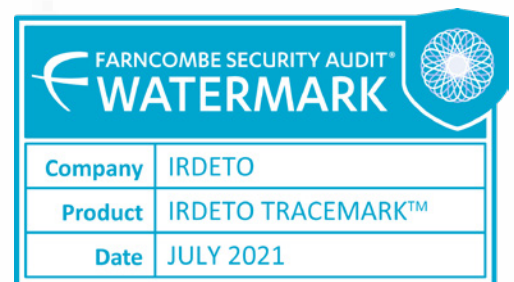 FARNCOMBE SECURITY AUDIT®
WATERMARK
Company IRDETO
Product IRDETO TRACEMARK™
Date JULY 2021